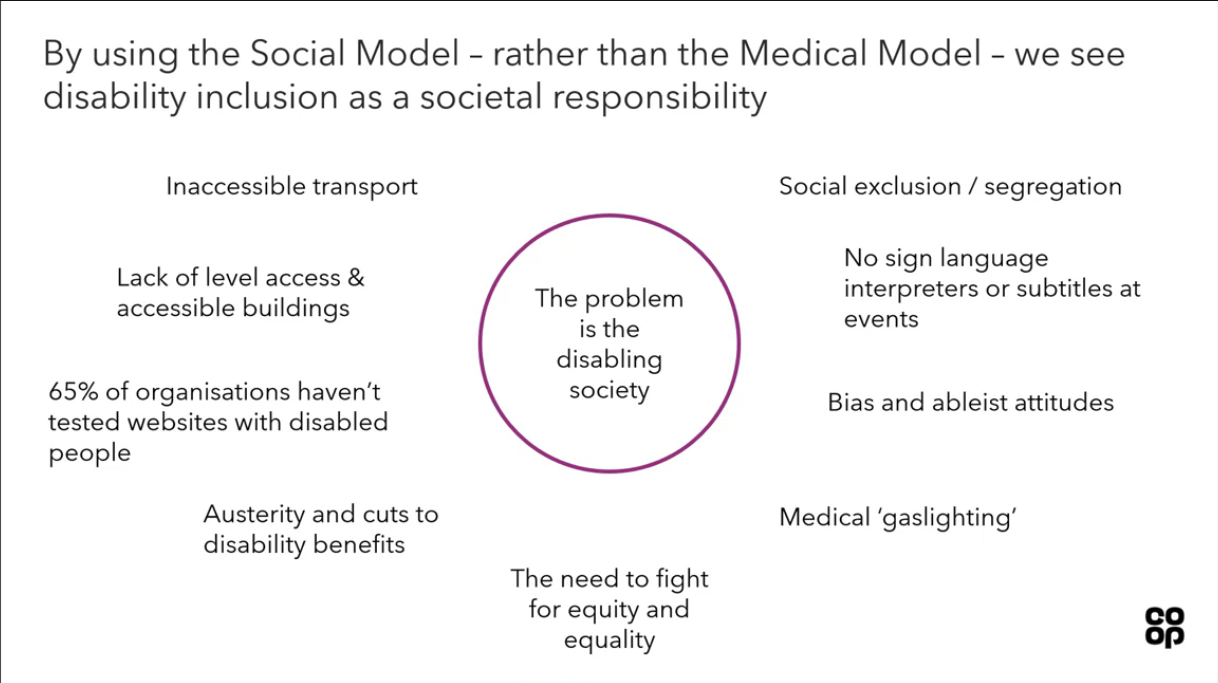 By using the Social Model – rather than the Medical Model – we see
disability inclusion as a societal responsibility
Inaccessible transport
Lack of level access &
accessible buildings
65% of organisations haven’t
tested websites with disabled
people
Austerity and cuts to
disability benefits
The problem
is the
disabling
society
The need to fight
for equity and
equality
Social exclusion / segregation
No sign language
interpreters or subtitles at
events
Bias and ableist attitudes
Medical ‘gaslighting’
co
op